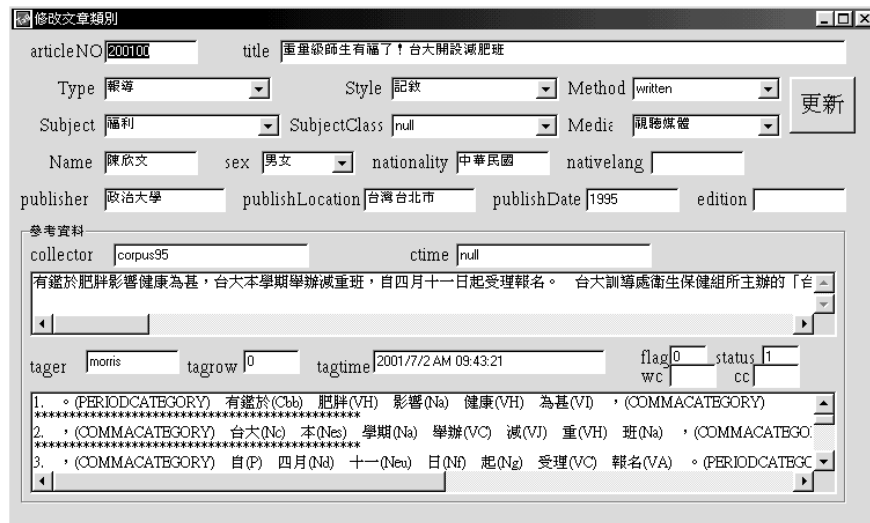 修改文章類別
articleNO 200100 title 重量級師生有福了！台大開設減肥班
Type 報導 Style 記敘 Method written
更新
Subject 福利 SubjectClass null Media 視聽媒體
Name 陳欣文 sex 男女 nationality 中華民國 nativelang
publisher 政治大學 publishLocation 台灣台北市 publishDate 1995 edition
參考資料
collector corpus95 ctime null
有鑑於肥胖影響健康為甚，台大本學期舉辦減重班，自四月十一日起受理報名。 台大訓導處衛生保健組所主辦的「台
tager morris tagrow 0 tagtime 2001/7/2 AM 09:43:21 flag 0 status 1
wc cc
1. 。(PERIODCATEGORY) 有鑑於(Cbb) 肥胖(VH) 影響(Na) 健康(VH) 為甚(VI) ，(COMMACATEGORY)
******************************************
2. ，(COMMACATEGORY) 台大(Nc) 本(Nes) 學期(Na) 舉辦(VC) 減(VJ) 重(VH) 班(Na) ，(COMMACATEGO
******************************************
3. ，(COMMACATEGORY) 自(P) 四月(Nd) 十一(Neu) 日(Nf) 起(Ng) 受理(VC) 報名(VA) 。(PERIODCATEGC